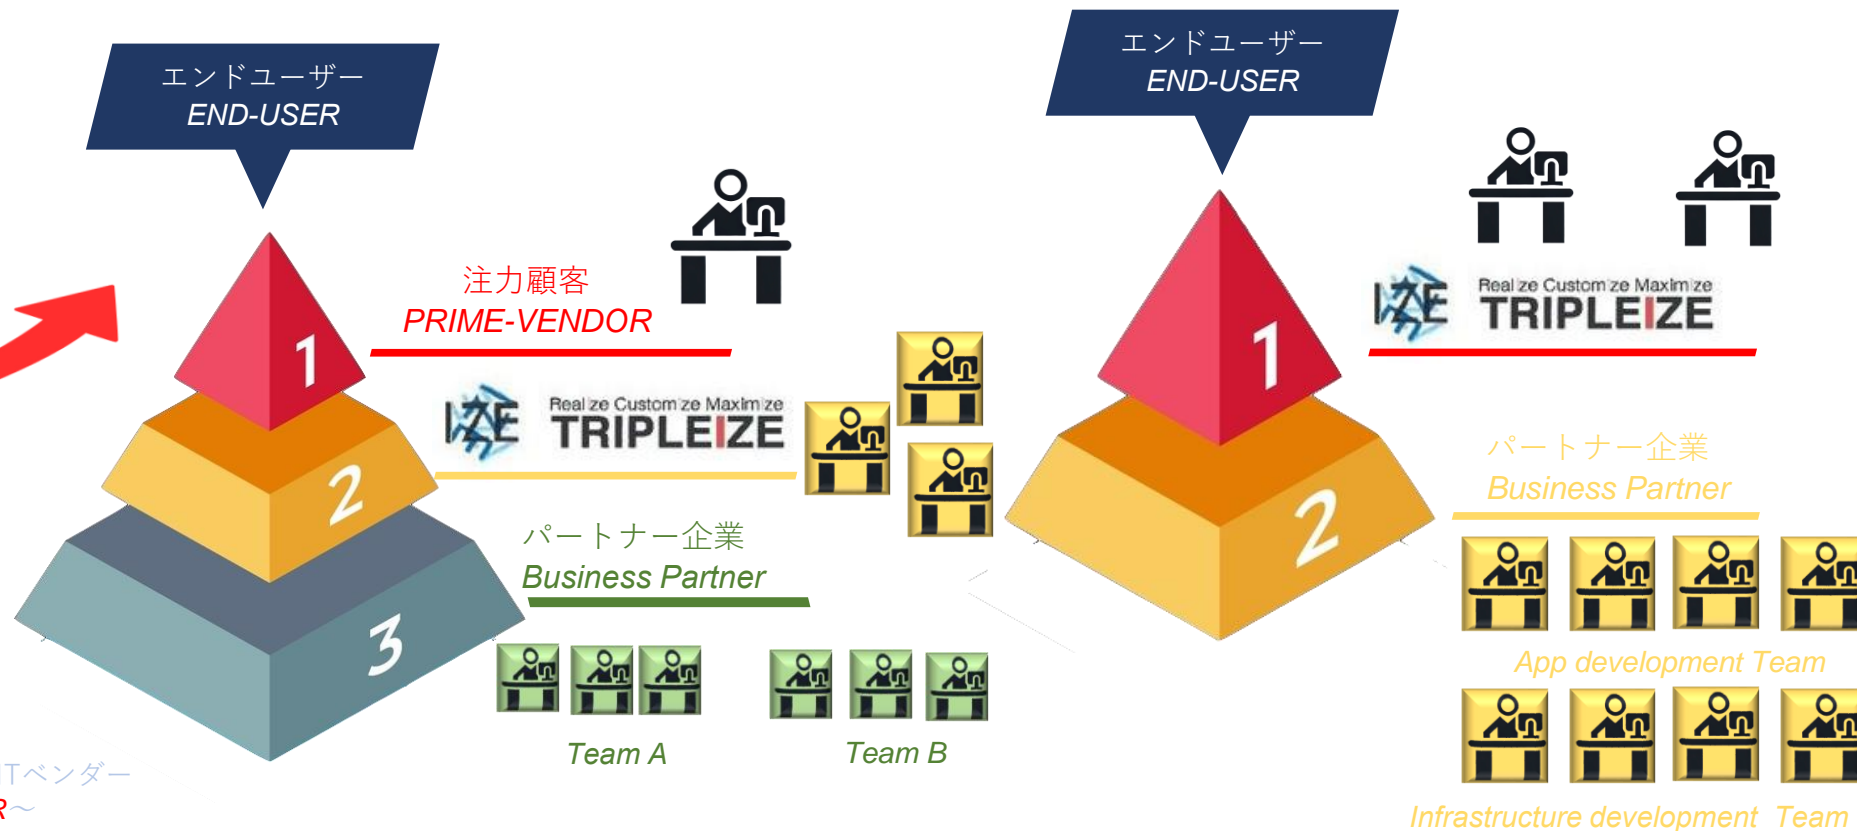 エンドユーザー
END-USER
注力顧客
PRIME-VENDOR
1
IZE
Realize Customize Maximize
TRIPLEIZE
2
パートナー企業
Business Partner
3
Team A
Team B
ITベンダー
R～
エンドユーザー
END-USER
1
IZE
Realize Customize Maximize
TRIPLEIZE
パートナー企業
Business Partner
2
App development Team
Infrastructure development Team